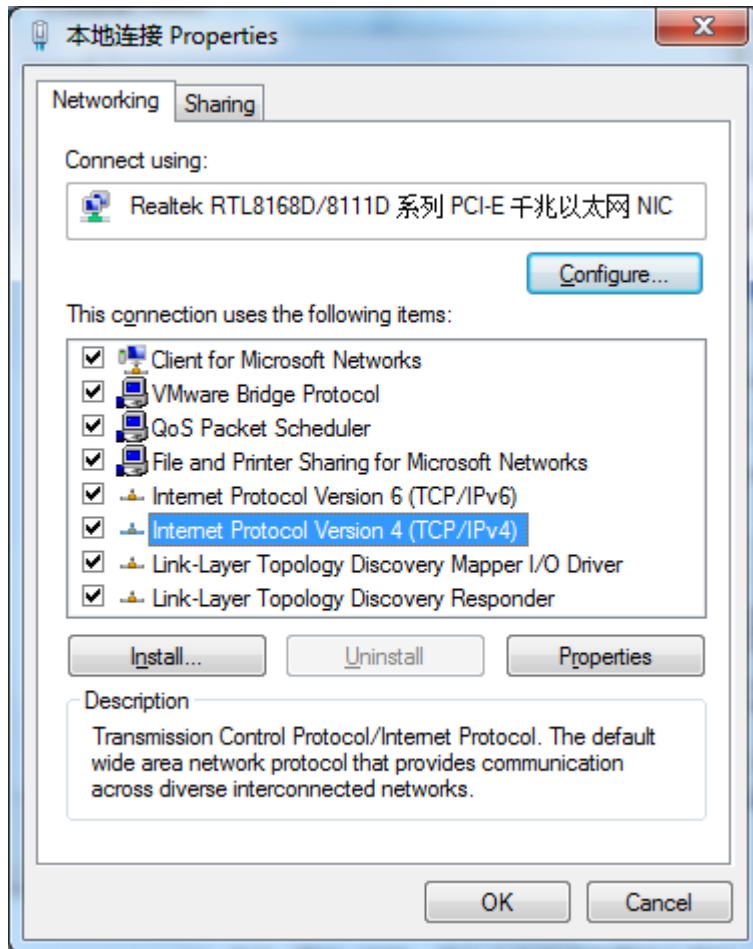 本地连接 Properties
Networking
Sharing
Connect using:
Realtek RTL8168D/8111D 系列 PCI-E 千兆以太网 NIC
Configure...
This connection uses the following items:
Client for Microsoft Networks
VMware Bridge Protocol
QoS Packet Scheduler
File and Printer Sharing for Microsoft Networks
Internet Protocol Version 6 (TCP/IPv6)
Internet Protocol Version 4 (TCP/IPv4)
Link-Layer Topology Discovery Mapper I/O Driver
Link-Layer Topology Discovery Responder
Install...
Uninstall
Properties
Description
Transmission Control Protocol/Internet Protocol. The default
wide area network protocol that provides communication
across diverse interconnected networks.
OK
Cancel